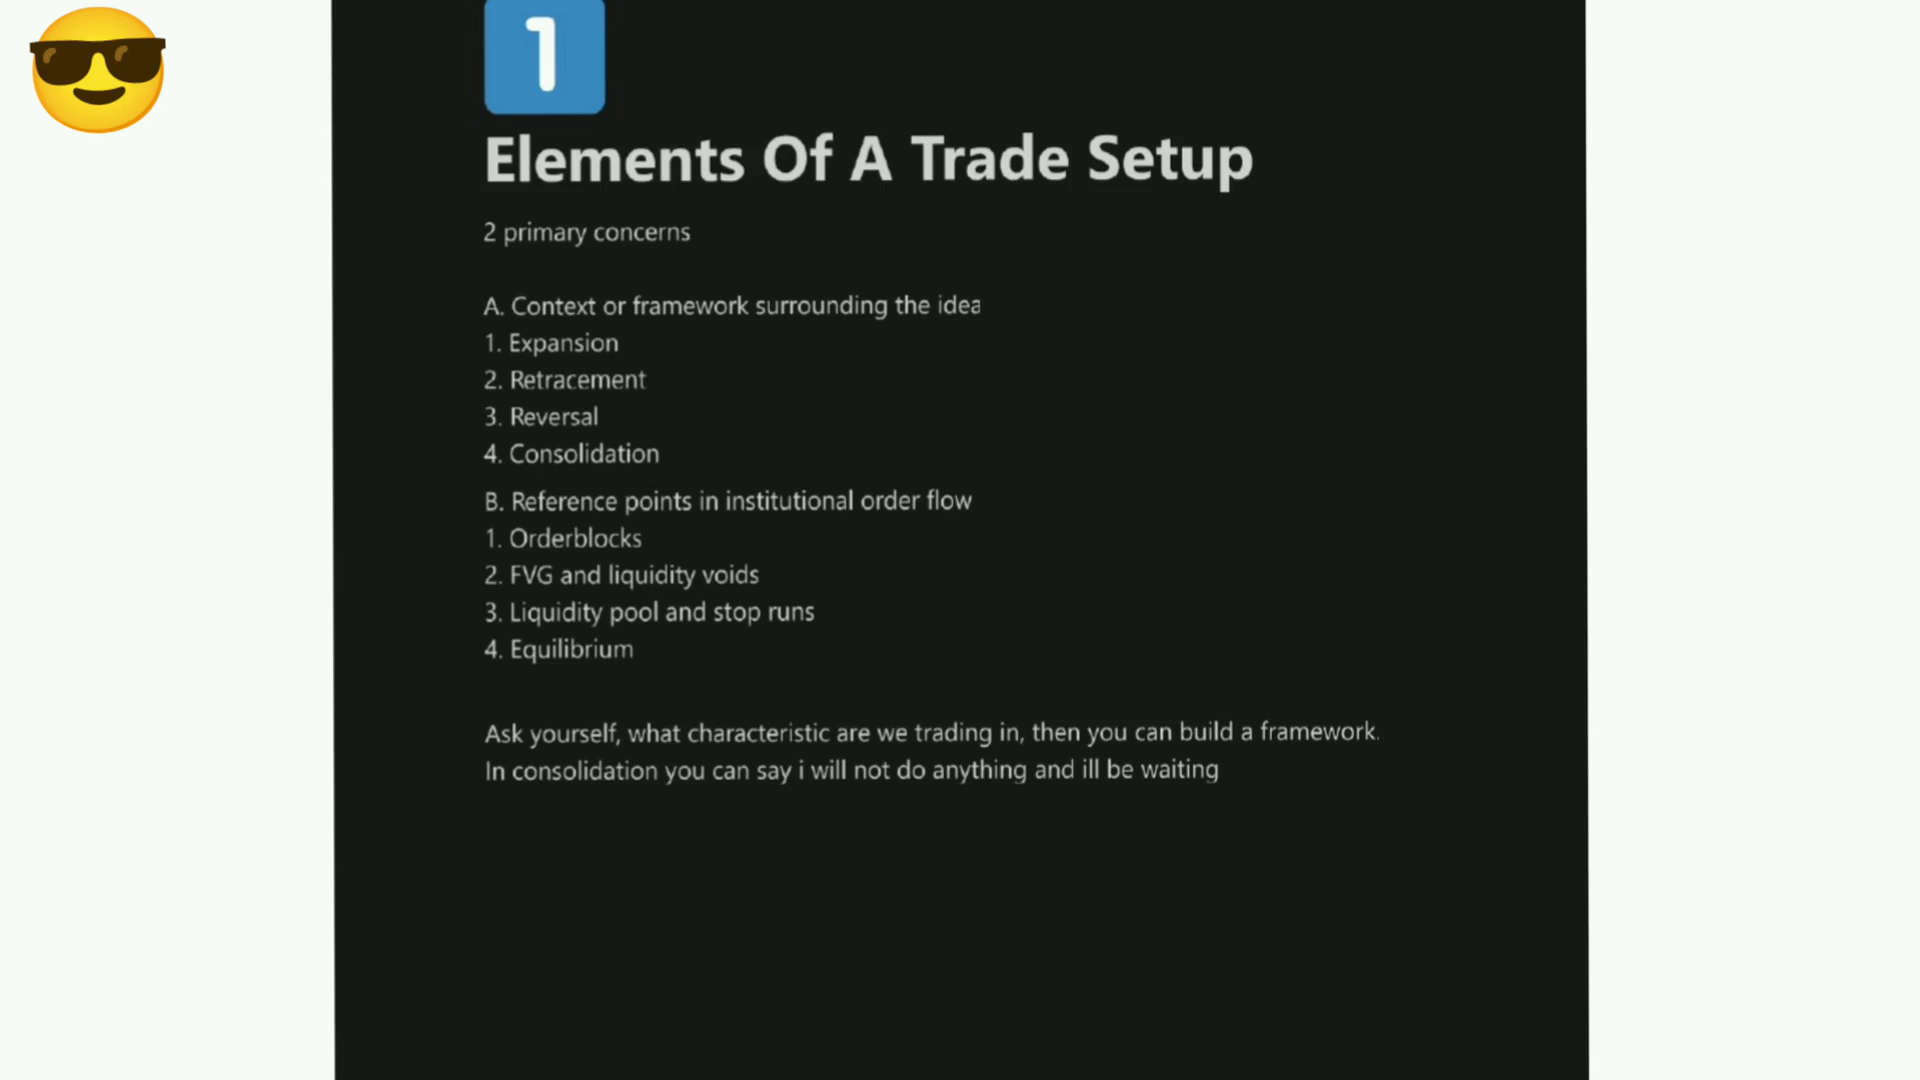 1
Elements Of A Trade Setup
2 primary concerns
A. Context or framework surrounding the idea
1. Expansion
2. Retracement
3. Reversal
4. Consolidation
B. Reference points in institutional order flow
1. Orderblocks
2. FVG and liquidity voids
3. Liquidity pool and stop runs
4. Equilibrium
Ask yourself, what characteristic are we trading in, then you can build a framework.
In consolidation you can say i will not do anything and ill be waiting